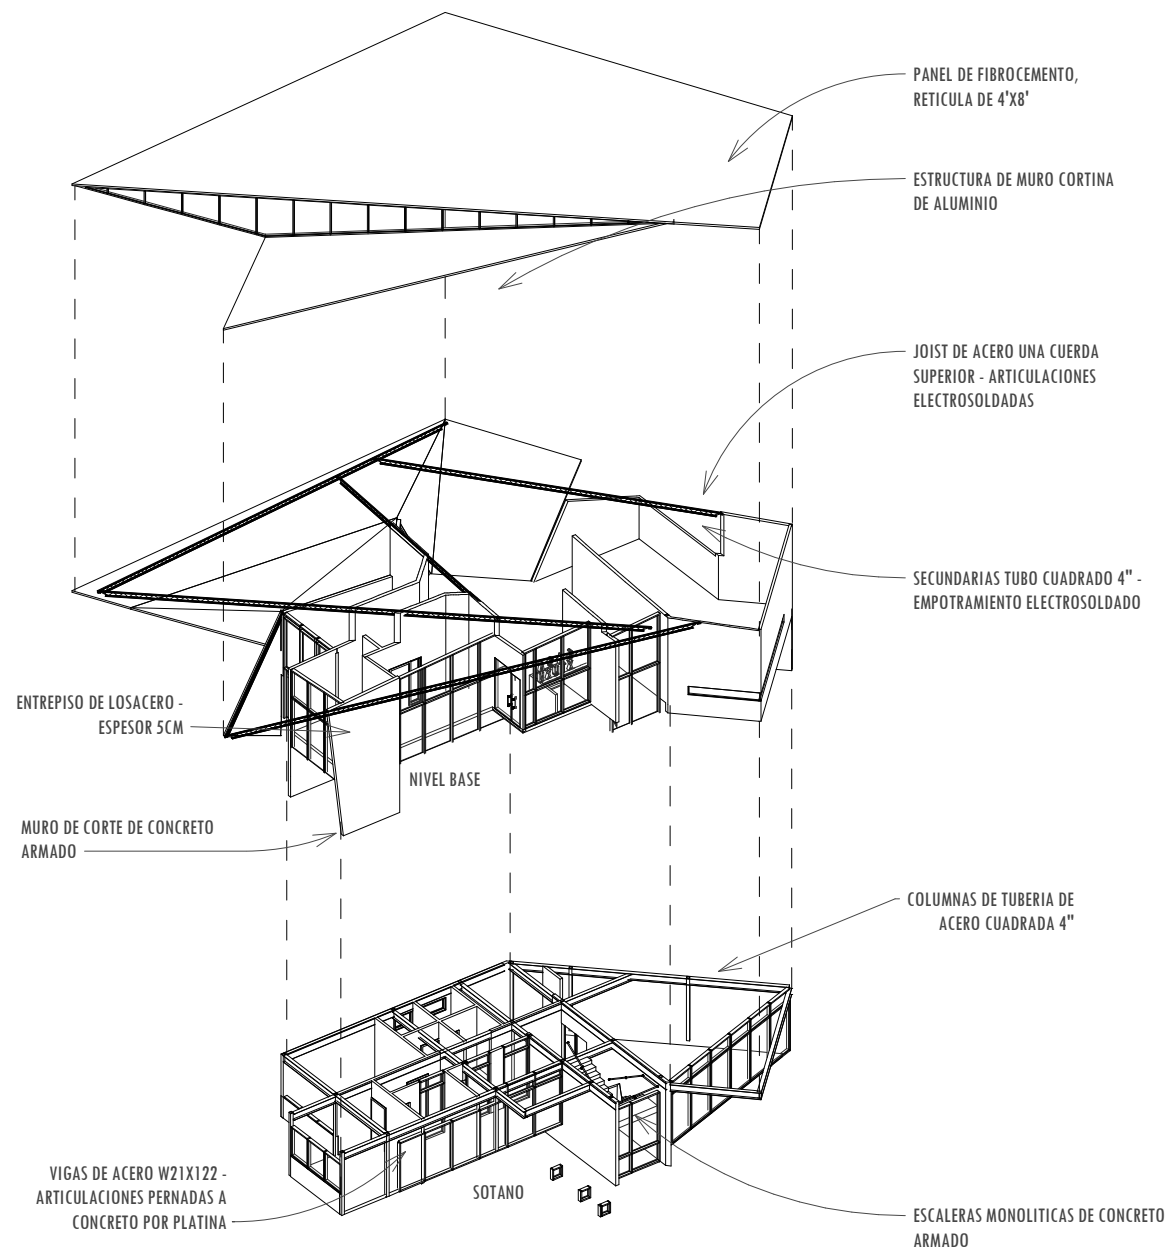 PANEL DE FIBROCEMENTO,
RETICULA DE 4'X8'
ESTRUCTURA DE MURO CORTINA
DE ALUMINIO
JOIST DE ACERO UNA CUERDA
SUPERIOR - ARTICULACIONES
ELECTROSOLDADAS
SECUNDARIAS TUBO CUADRADO 4" -
EMPOTRAMIENTO ELECTROSOLDADO
ENTREPISO DE LOSACERO -
ESPESOR 5CM
NIVEL BASE
MURO DE CORTE DE CONCRETO
ARMADO
COLUMNAS DE TUBERIA DE
ACERO CUADRADA 4"
VIGAS DE ACERO W21X122 -
ARTICULACIONES PERNADAS A
CONCRETO POR PLATINA
SOTANO
ESCALERAS MONOLITICAS DE CONCRETO
ARMADO